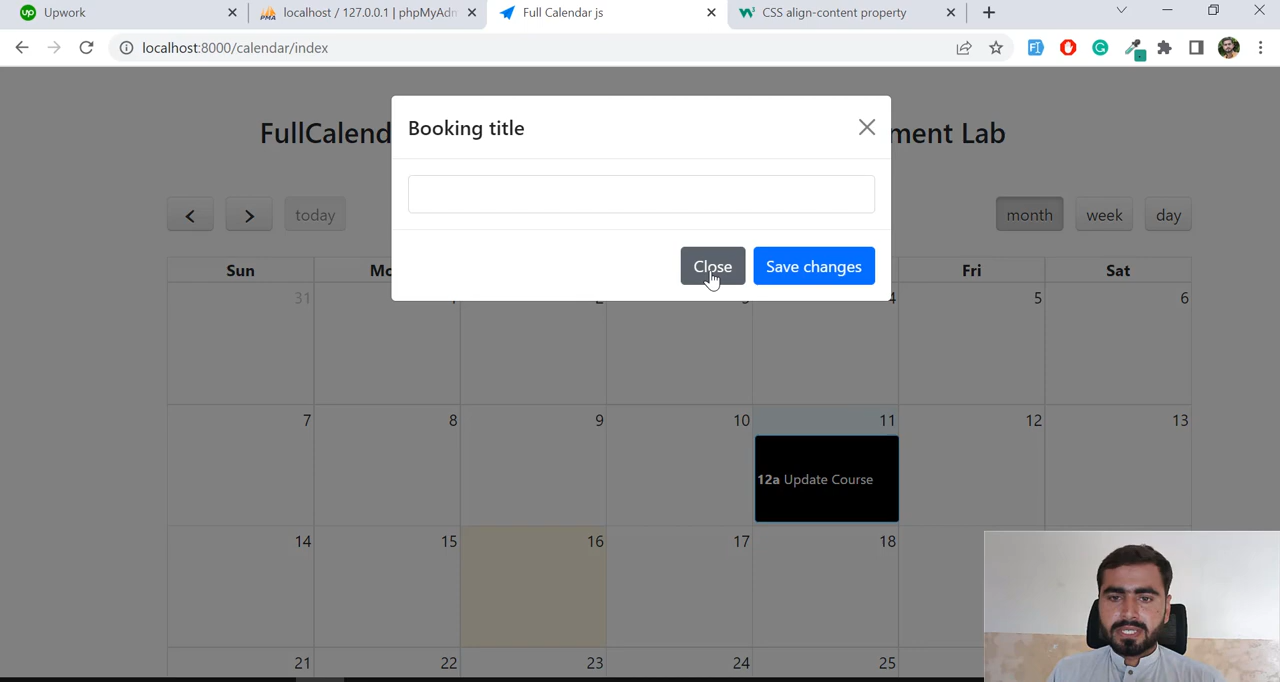 Upwork
localhost / 127.0.0.1 | phpMyAdm
Full Calendar js
CSS align-content property
localhost:8000/calendar/index
FullCalend
ment Lab
Booking title
Close
Save changes
today
month
week
day
Sun
Mo
Fri
Sat
31
5
6
7
8
9
10
11
12
13
12a Update Course
14
15
16
17
18
21
22
23
24
25